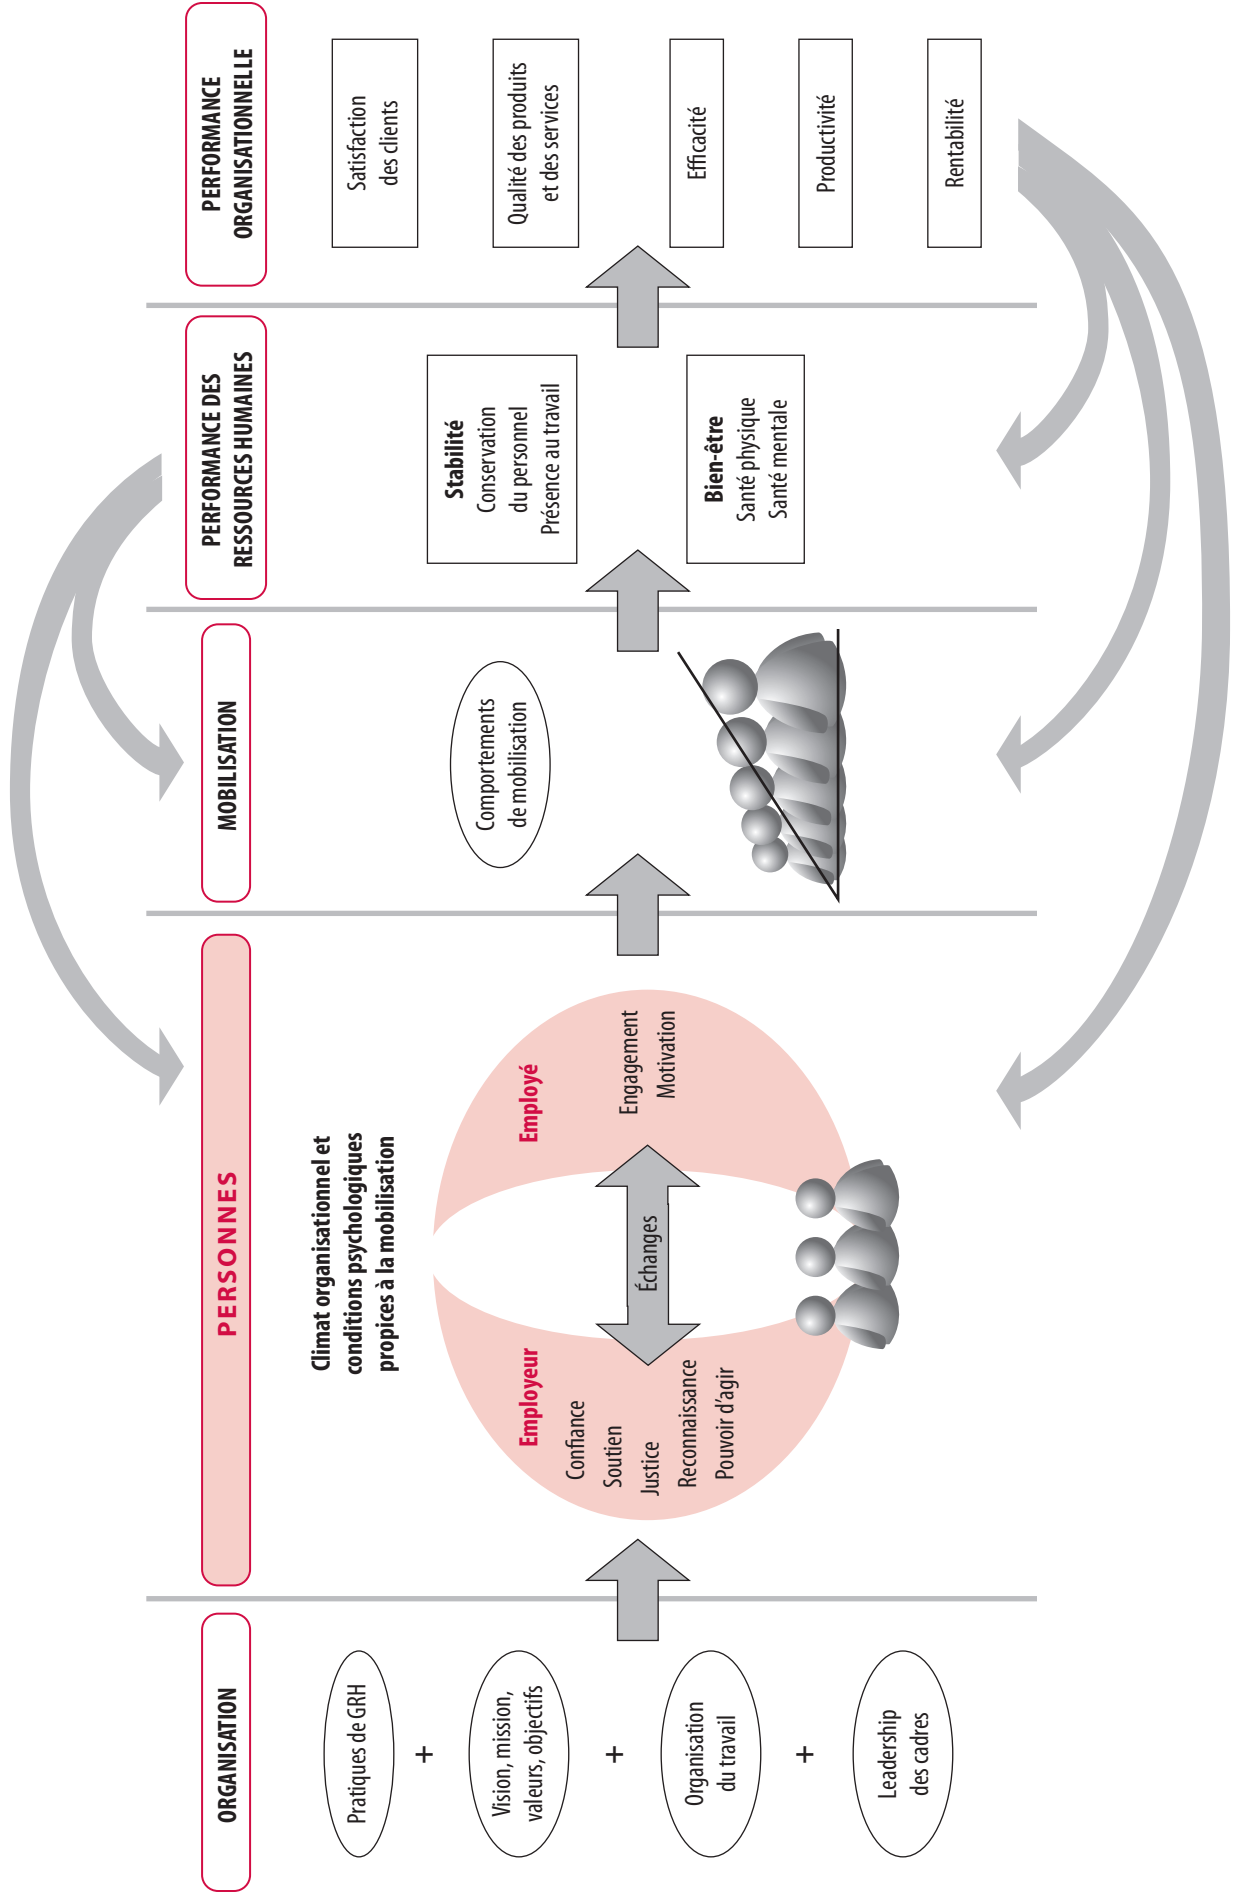 ORGANISATION
Pratiques de GRH
+
Vision, mission,
valeurs, objectifs
+
Organisation
du travail
+
Leadership
des cadres
PERSONNES
Climat organisationnel et
conditions psychologiques
propices à la mobilisation
Employeur
Confiance
Soutien
Justice
Reconnaissance
Pouvoir d'agir
Échanges
Employé
Engagement
Motivation
MOBILISATION
Comportements
de mobilisation
PERFORMANCE DES
RESSOURCES HUMAINES
Stabilité
Conservation
du personnel
Présence au travail
Bien-être
Santé physique
Santé mentale
PERFORMANCE
ORGANISATIONNELLE
Satisfaction
des clients
Qualité des produits
et des services
Efficacité
Productivité
Rentabilité